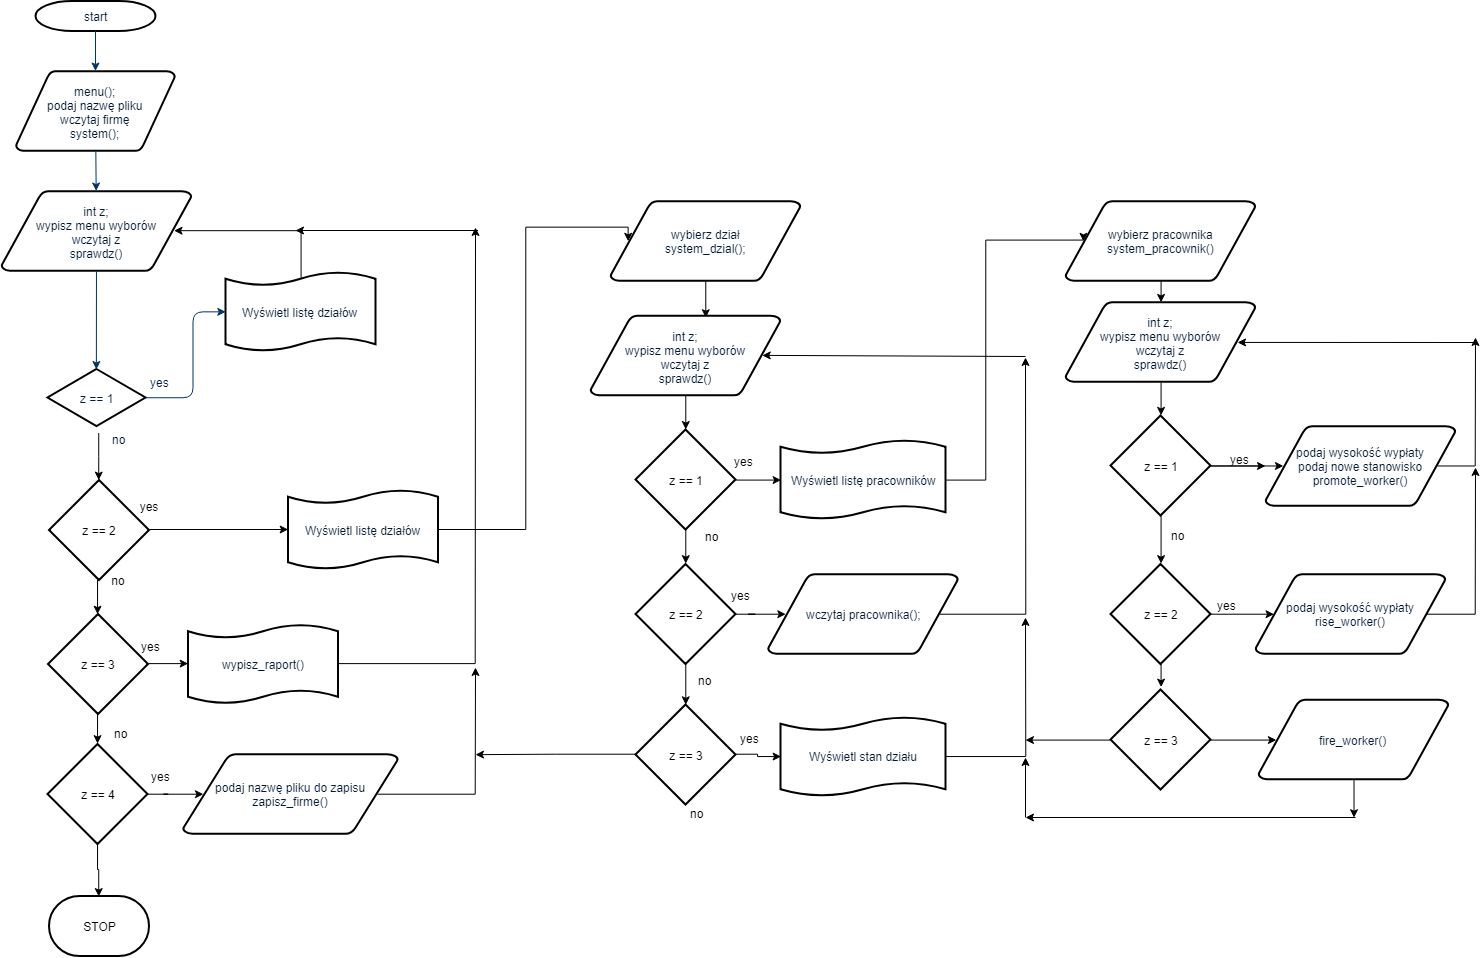 start
menu();
podaj nazwę pliku
wczytaj firmę
system();
int z;
wypisz menu wyborów
wczytaj z
sprawdz()
Wyświetl listę działów
z == 1
yes
no
z == 2
yes
Wyświetl listę działów
no
z == 3
yes
wypisz_raport()
no
z == 4
yes
podaj nazwę pliku do zapisu
zapisz_firme()
STOP
wybierz dział
system_dzial();
int z;
wypisz menu wyborów
wczytaj z
sprawdz()
z == 1
yes
Wyświetl listę pracowników
no
z == 2
yes
wczytaj pracownika();
no
z == 3
yes
Wyświetl stan działu
no
wybierz pracownika
system_pracownik()
int z;
wypisz menu wyborów
wczytaj z
sprawdz()
z == 1
yes
podaj wysokość wypłaty
podaj nowe stanowisko
promote_worker()
no
z == 2
yes
podaj wysokość wypłaty
rise_worker()
z == 3
fire_worker()